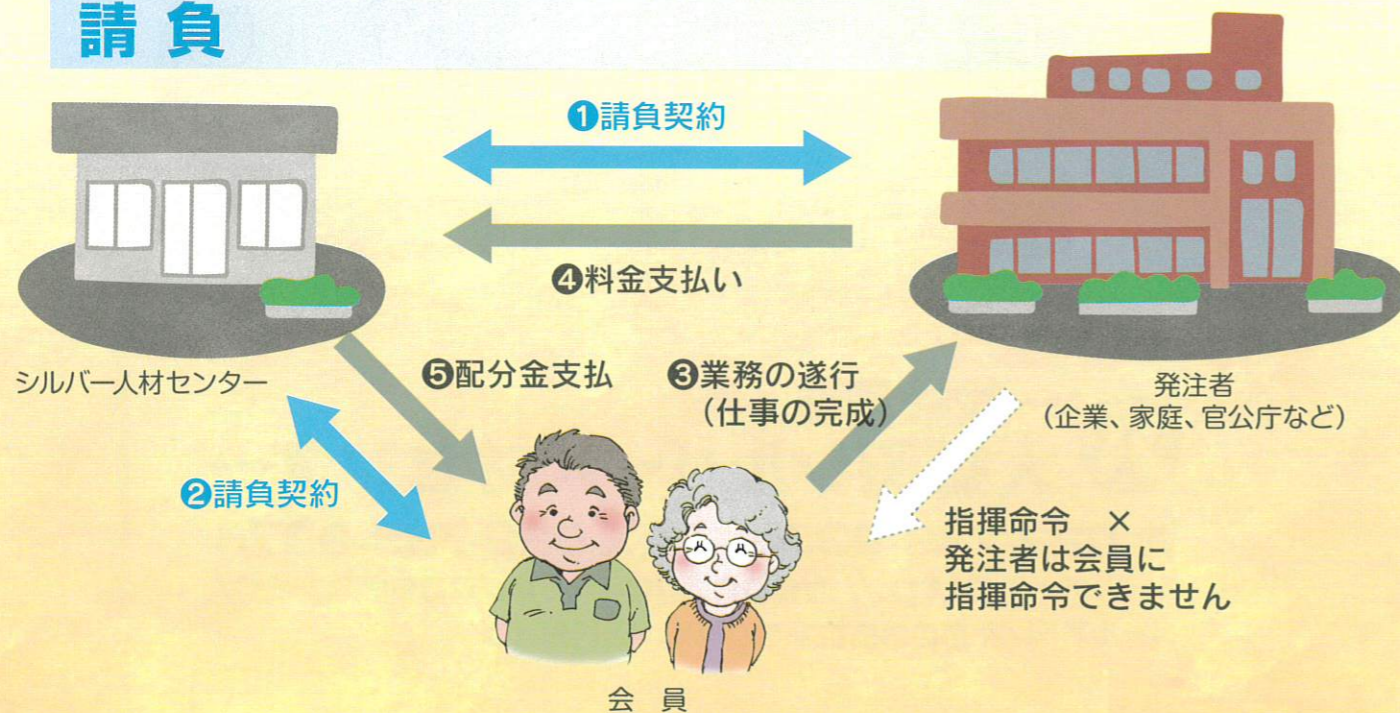 請負
❶請負契約
❹料金支払い
シルバー人材センター
❺配分金支払
❸業務の遂行
（仕事の完成）
発注者
（企業、家庭、官公庁など）
❷請負契約
指揮命令　×
発注者は会員に
指揮命令できません
会　員